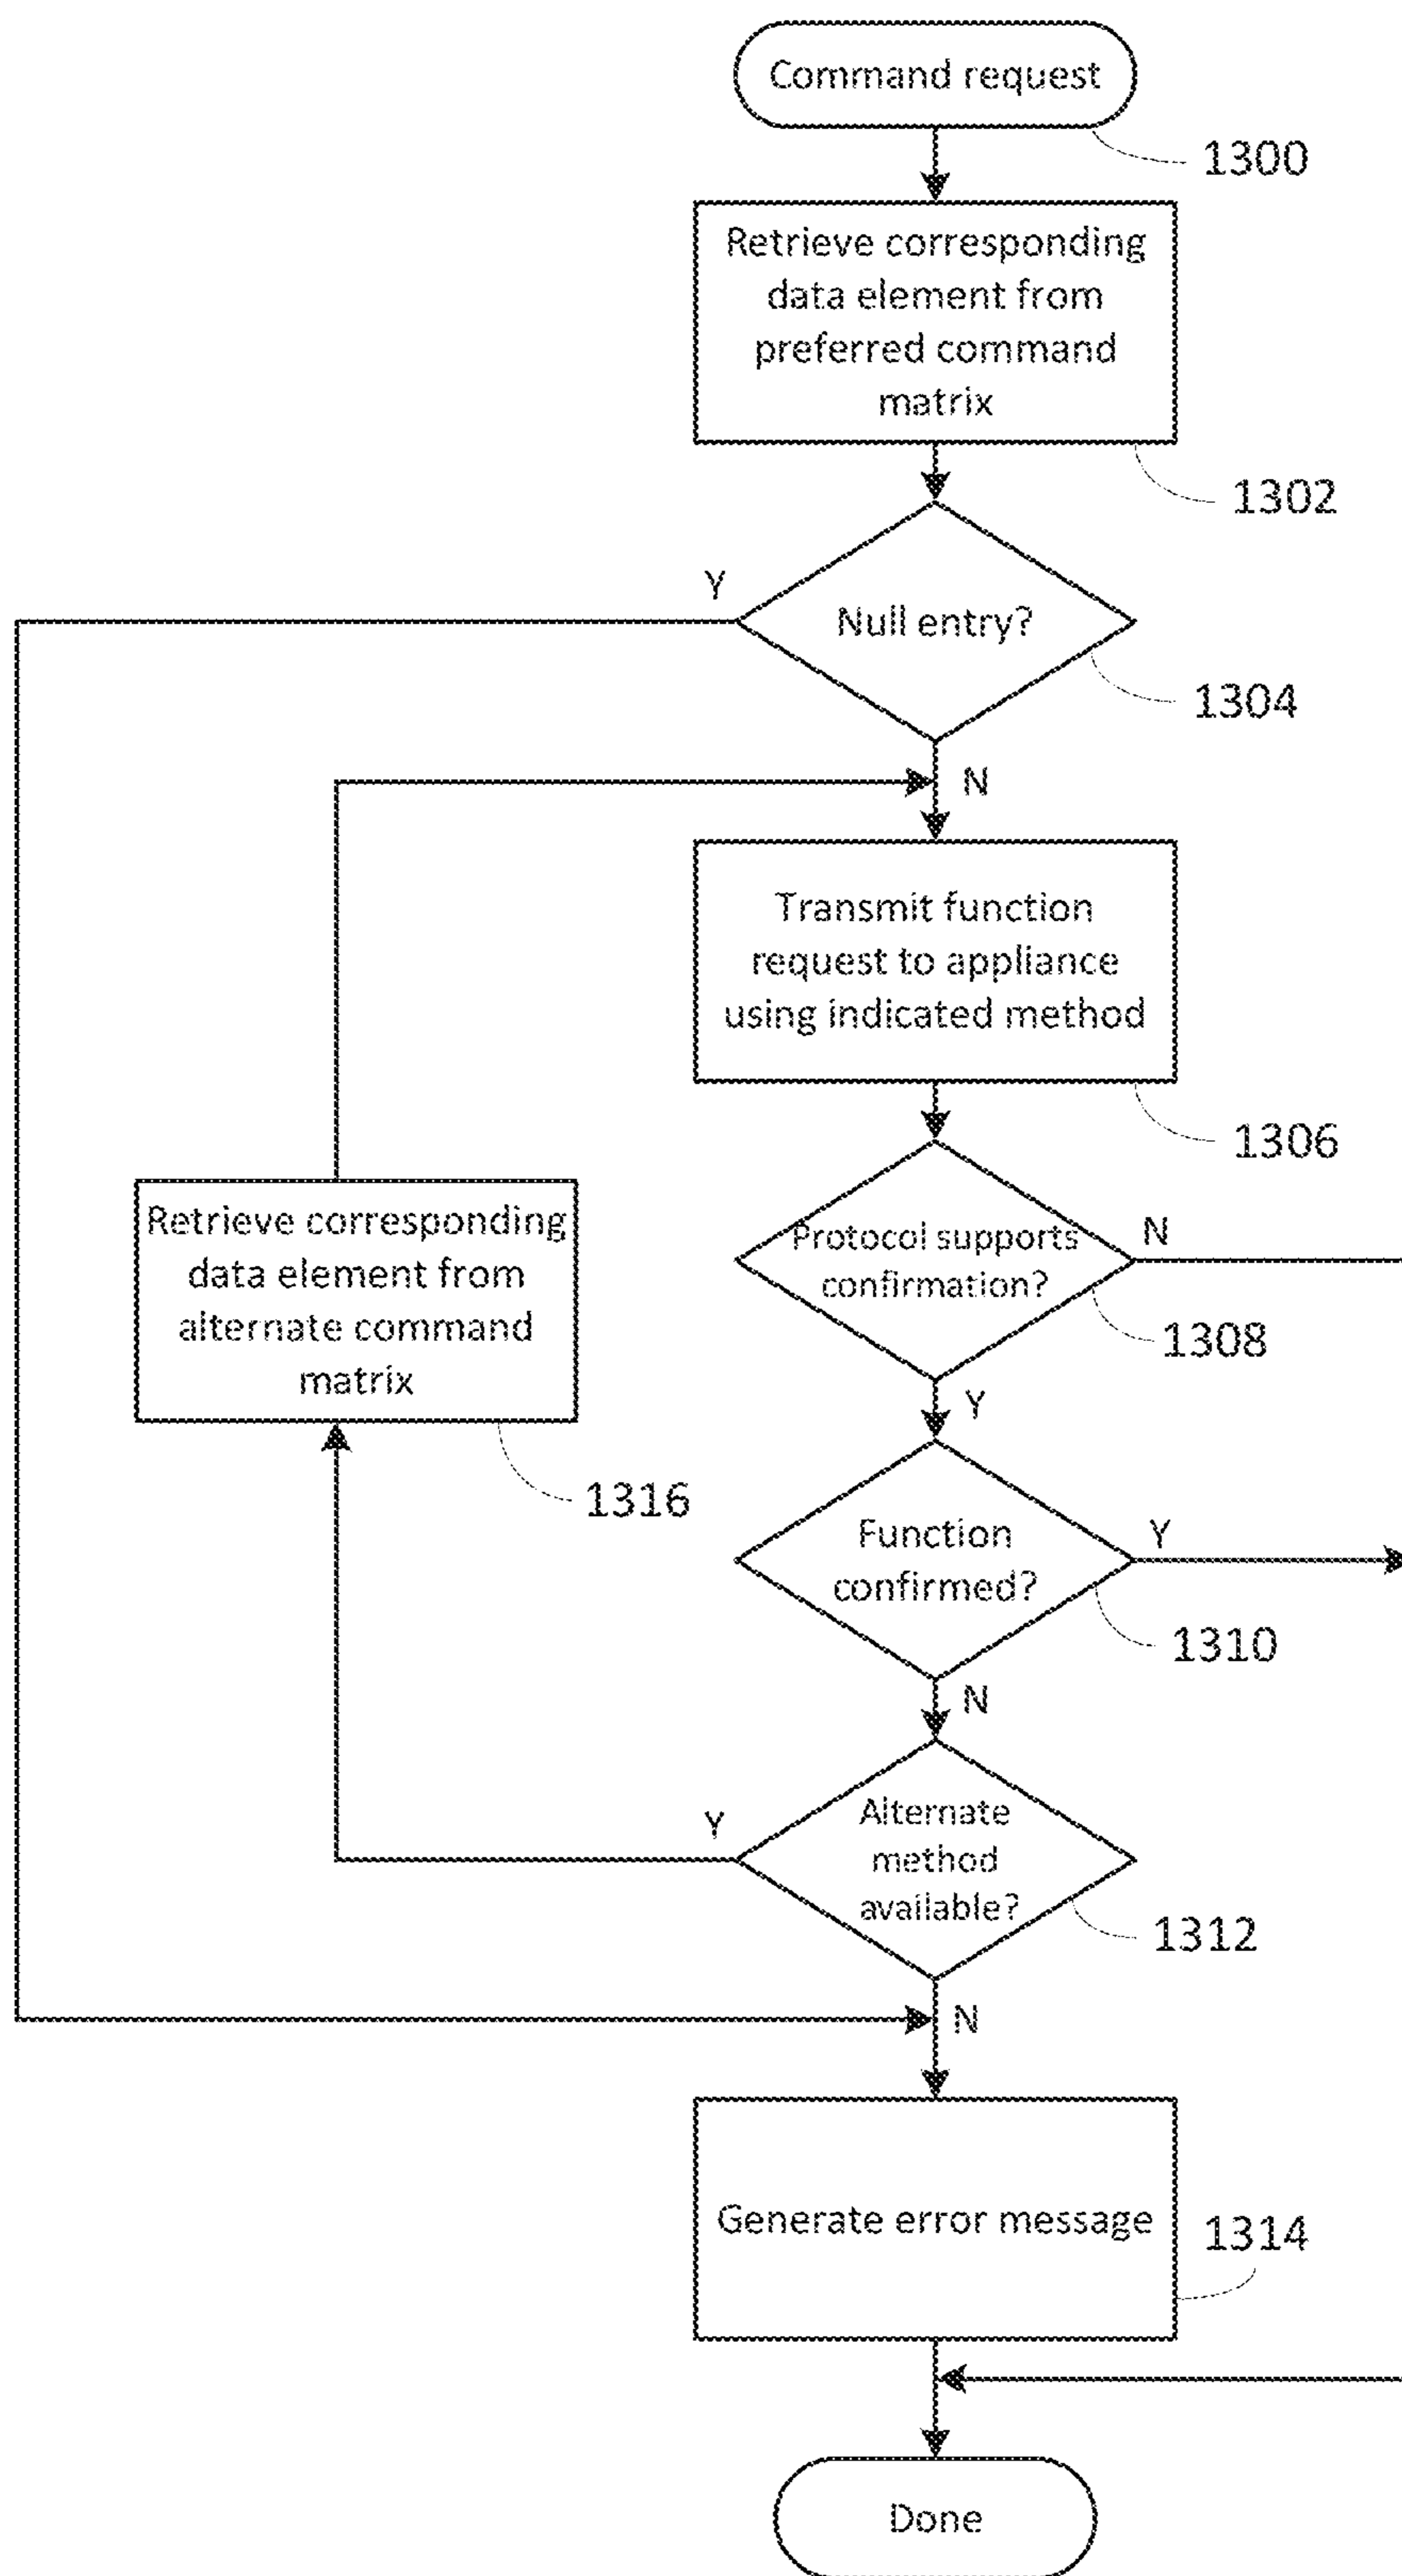 Command request
1300
Retrieve corresponding
data element from
preferred command
matrix
1302
Y
Null entry?
1304
N
Transmit function
request to appliance
using indicated method
1306
Retrieve corresponding
data element from
alternate command
matrix
1316
Protocol supports
confirmation?
N
1308
Y
Function
confirmed?
Y
1310
N
Y
Alternate
method
available?
1312
N
Generate error message
1314
Done